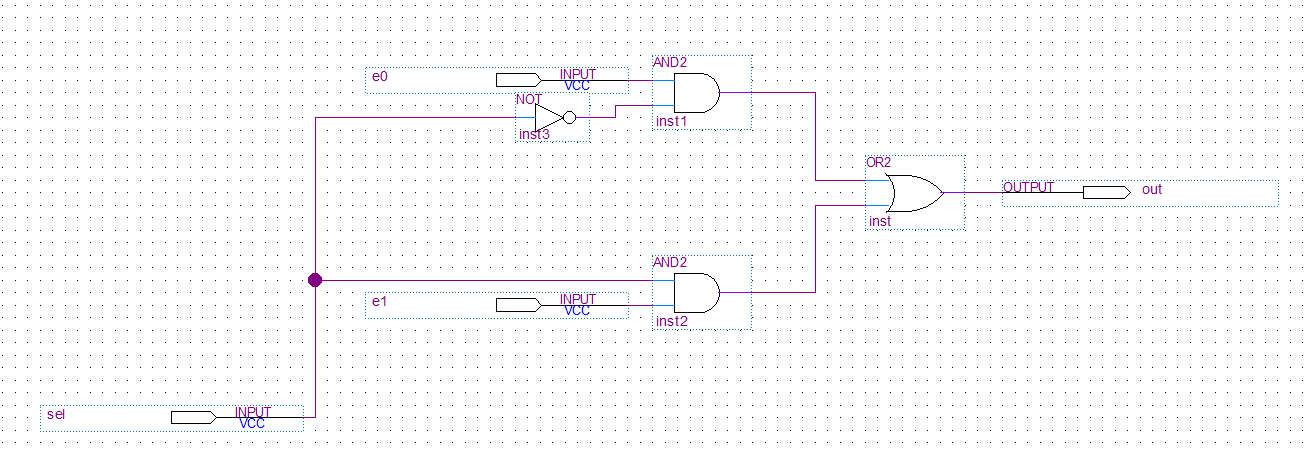 AND2
e0
INPUT
VCC
NOT
inst3
inst1
OR2
OUTPUT
out
inst
AND2
e1
INPUT
VCC
inst2
sel
INPUT
VCC